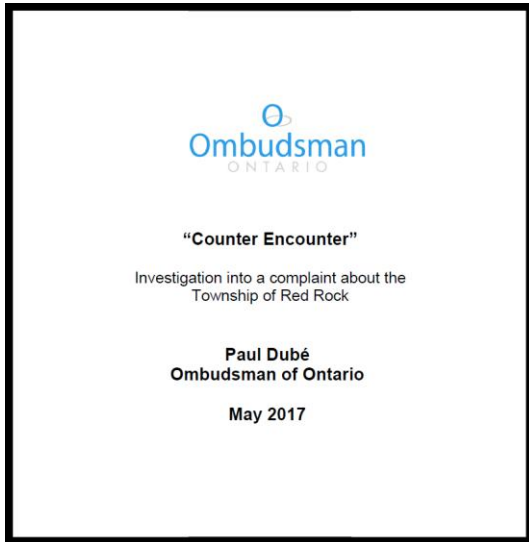 Ombudsman
ONTARIO
“Counter Encounter”
Investigation into a complaint about the
Township of Red Rock
Paul Dubé
Ombudsman of Ontario
May 2017